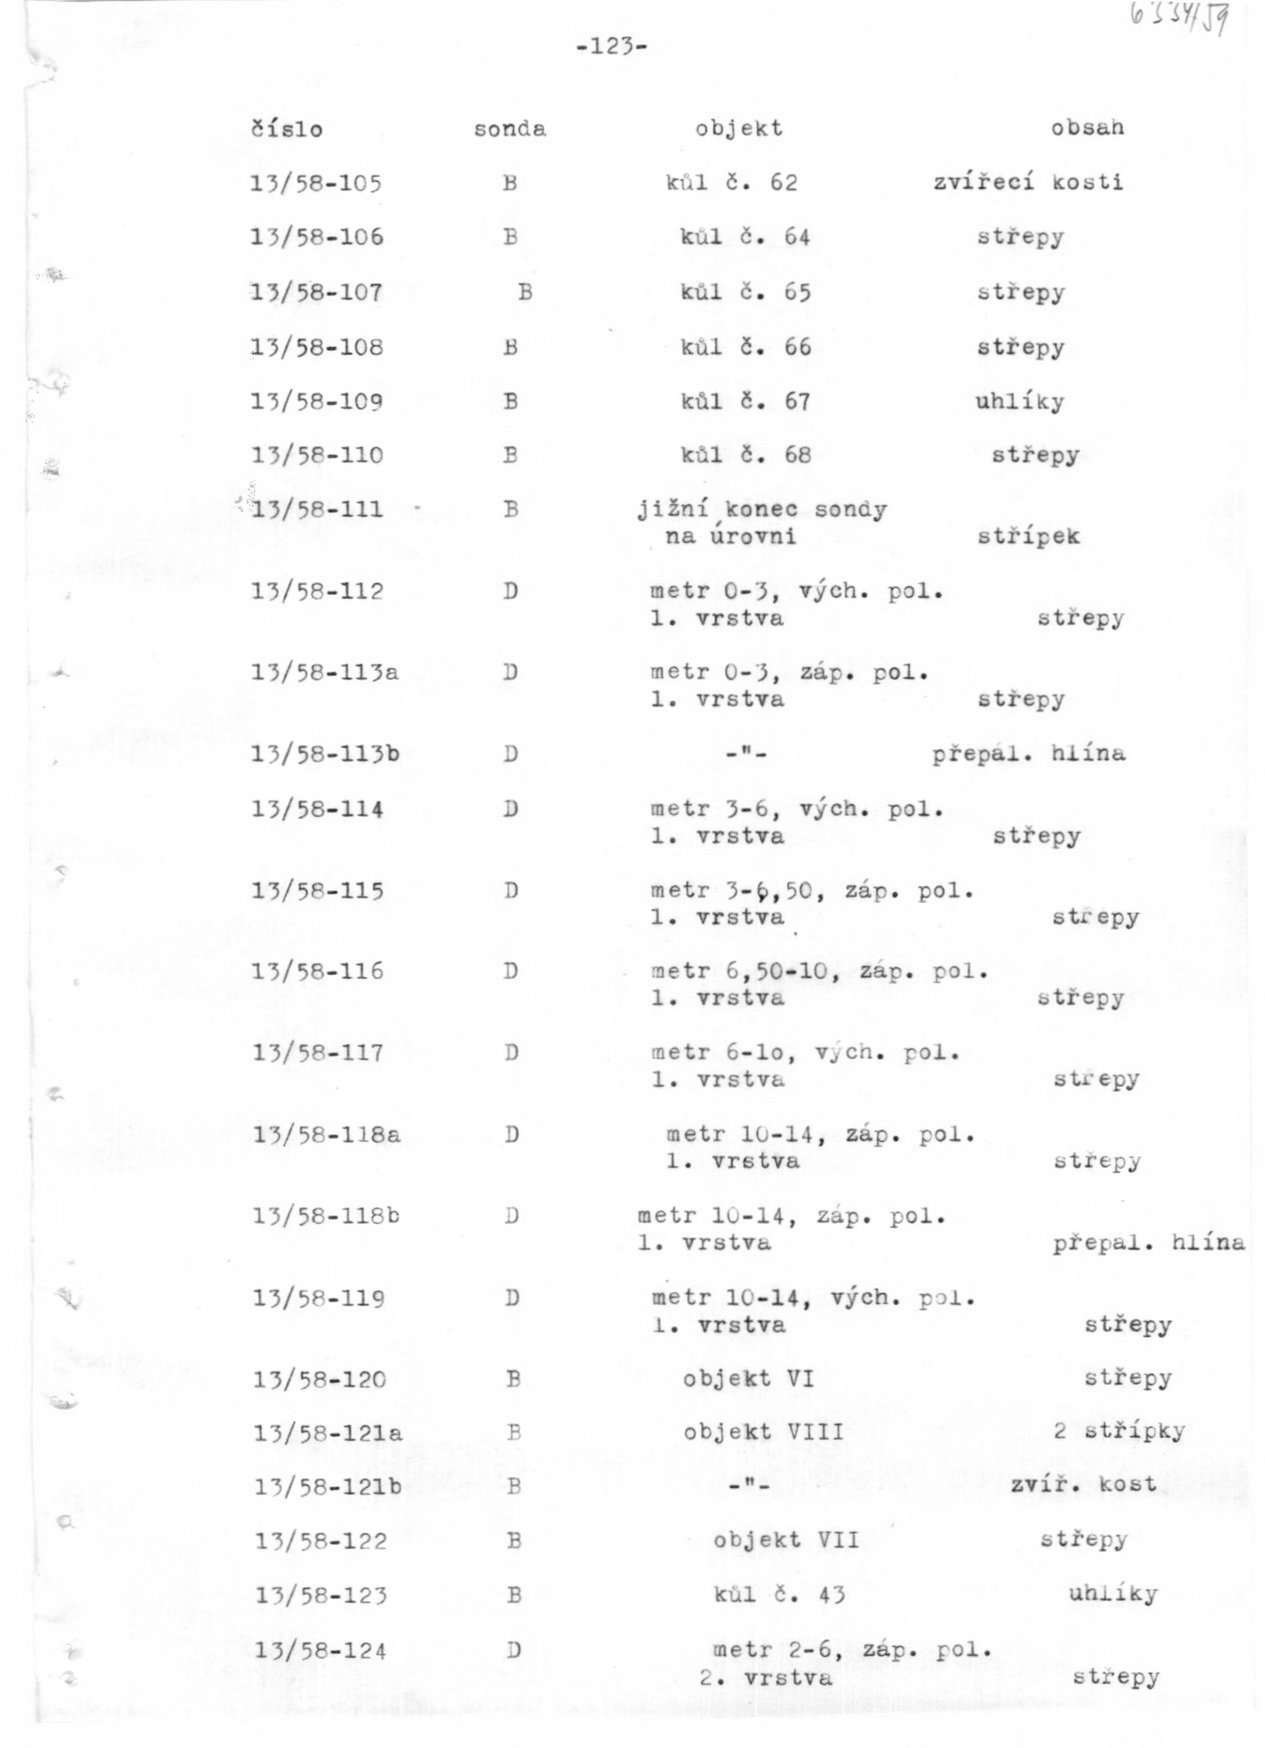 6334/59
-123-
číslo sonda objekt obsah
13/58-105 B kůl č. 62 zvířecí kosti
13/58-106 B kůl č. 64 střepy
13/58-107 B kůl č. 65 střepy
13/58-108 B kůl č. 66 střepy
13/58-109 B kůl č. 67 uhlíky
13/58-110 B kůl č. 68 střepy
13/58-111 B jižní konec sondy
na úrovni střípek
13/58-112 D metr 0-3, vých. pol.
1. vrstva střepy
13/58-113a D metr 0-3, záp. pol.
1. vrstva střepy
13/58-113b D -"- přepál. hlína
13/58-114 D metr 3-6, vých. pol.
1. vrstva střepy
13/58-115 D metr 3-6,50, záp. pol.
1. vrstva střepy
13/58-116 D metr 6,50-10, záp. pol.
1. vrstva střepy
13/58-117 D metr 6-lo, vých. pol.
1. vrstva střepy
13/58-118a D metr 10-14, záp. pol.
1. vrstva střepy
13/58-118b D metr 10-14, záp. pol.
1. vrstva přepal. hlína
13/58-119 D metr 10-14, vých. pol.
1. vrstva střepy
13/58-120 B objekt VI střepy
13/58-121a B objekt VIII 2 střípky
13/58-121b B -"- zvíř. kost
13/58-122 B objekt VII střepy
13/58-123 B kůl č. 43 uhlíky
13/58-124 D metr 2-6, záp. pol.
2. vrstva střepy